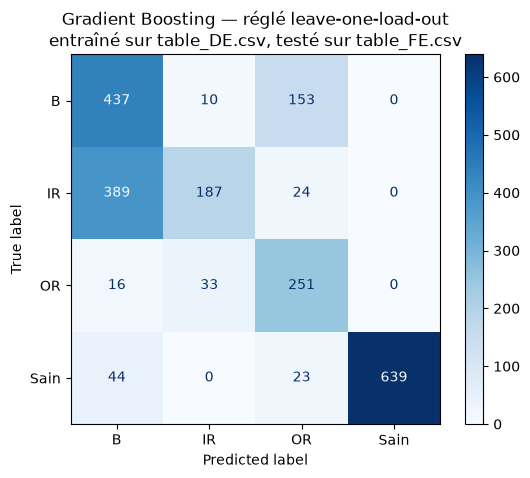 Gradient Boosting — réglé leave-one-load-out
entraîné sur table_DE.csv, testé sur table_FE.csv
B 437 10 153 0
IR 389 187 24 0
OR 16 33 251 0
Sain 44 0 23 639
B IR OR Sain
Predicted label
True label
600
500
400
300
200
100
0